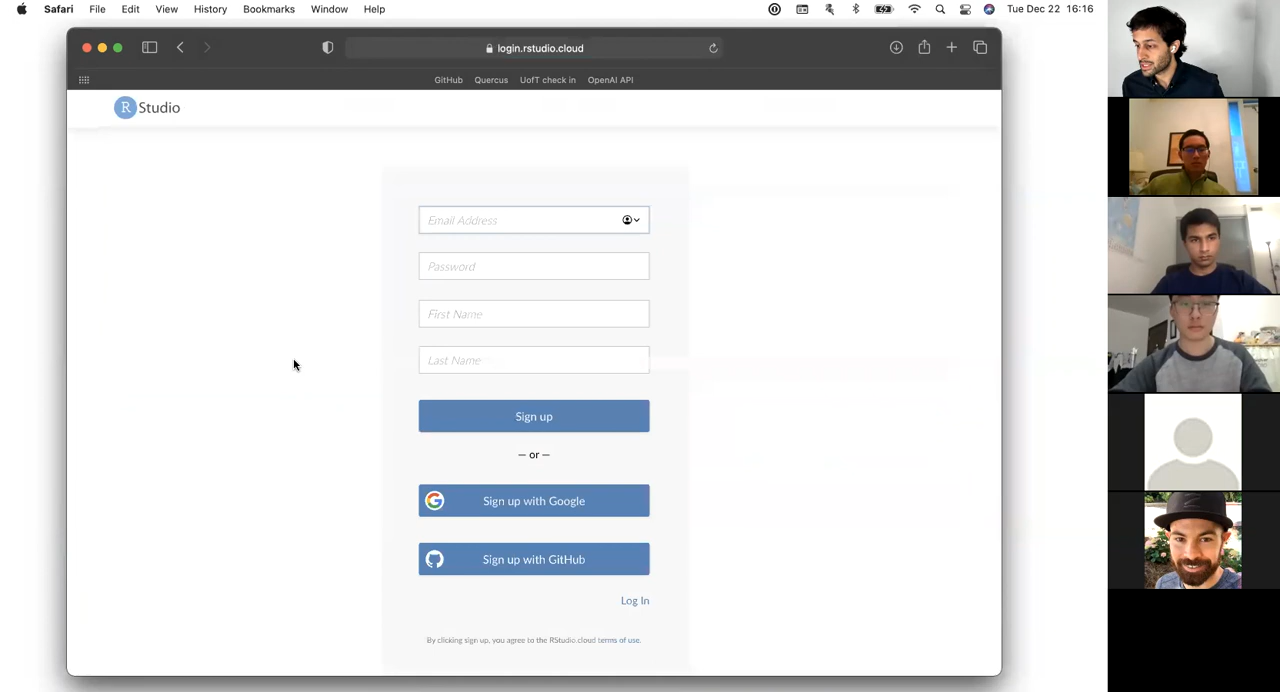 Safari File Edit View History Bookmarks Window Help Tue Dec 22 16:16
login.rstudio.cloud
GitHub Quercus UofT check in OpenAI API
R Studio
Email Address
Password
First Name
Last Name
Sign up
— or —
Sign up with Google
Sign up with GitHub
Log In
By clicking sign up, you agree to the RStudio.cloud terms of use.